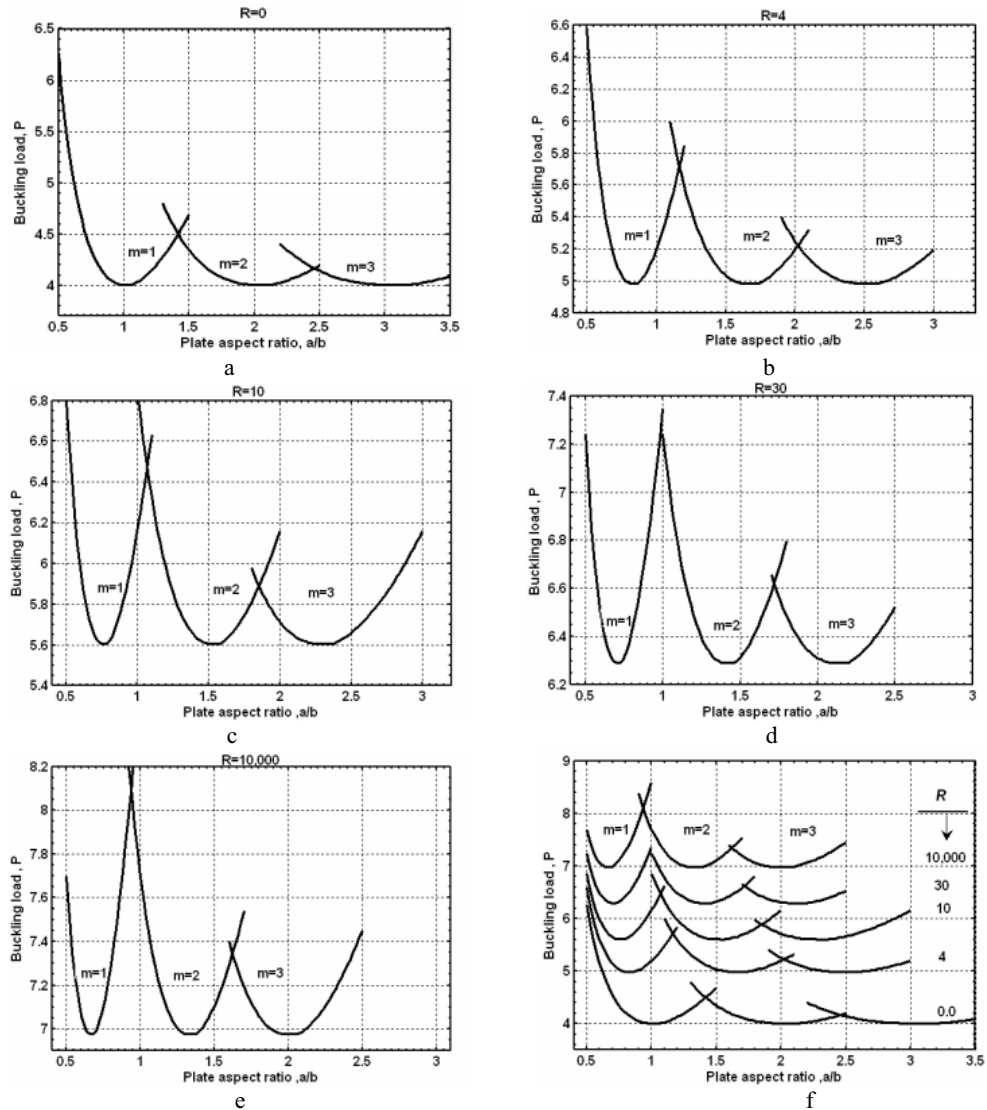 R=0
Buckling load, P
6.5
6
5.5
5
4.5
4
m=1
m=2
m=3
0.5 1 1.5 2 2.5 3 3.5
Plate aspect ratio, a/b
a
R=4
Buckling load , P
6.6
6.4
6.2
6
5.8
5.6
5.4
5.2
5
4.8
m=1
m=2
m=3
0.5 1 1.5 2 2.5 3
Plate aspect ratio ,a/b
b
R=10
Buckling load , P
6.8
6.6
6.4
6.2
6
5.8
5.6
5.4
m=1
m=2
m=3
0.5 1 1.5 2 2.5 3
Plate aspect ratio ,a/b
c
R=30
Buckling load , P
7.4
7.2
7
6.8
6.6
6.4
6.2
m=1
m=2
m=3
0.5 1 1.5 2 2.5 3
Plate aspect ratio ,a/b
d
R=10,000
Buckling load , P
8.2
8
7.8
7.6
7.4
7.2
7
m=1
m=2
m=3
0.5 1 1.5 2 2.5 3
Plate aspect ratio ,a/b
e
Buckling load , P
9
8
7
6
5
4
m=1
m=2
m=3
R
10,000
30
10
4
0.0
0.5 1 1.5 2 2.5 3 3.5
Plate aspect ratio ,a/b
f